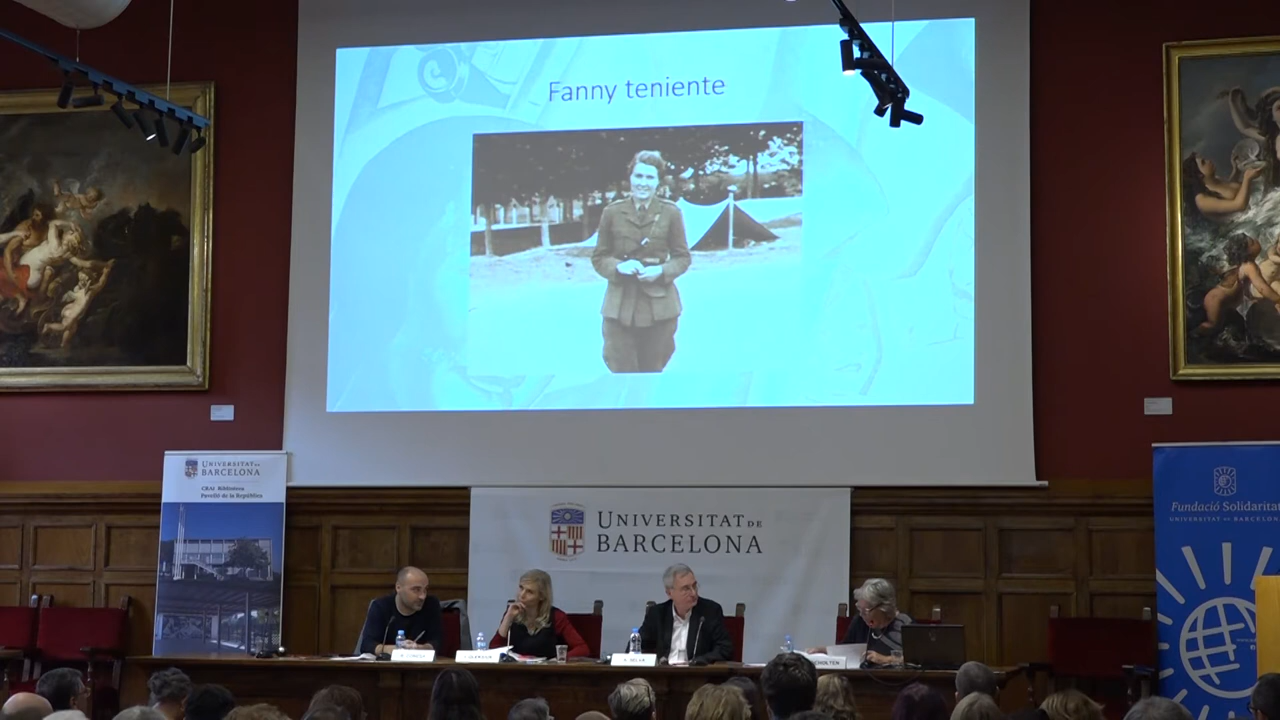 Fanny teniente
UNIVERSITAT DE
BARCELONA
CRAI Biblioteca
Pavelló de la República
UNIVERSITAT DE
BARCELONA
Fundació Solidaritat
UNIVERSITAT DE BARCELONA